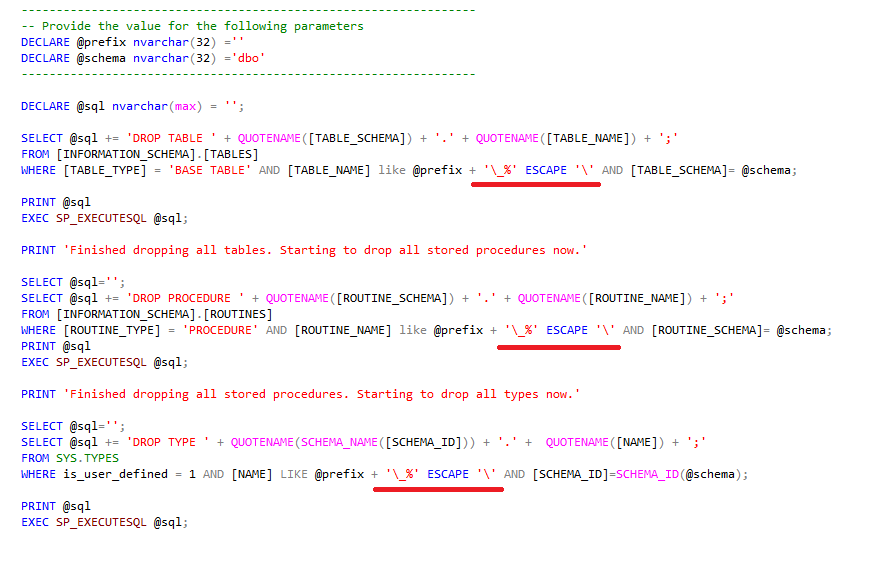 -----------------------------------------------------------------
-- Provide the value for the following parameters
DECLARE @prefix nvarchar(32) =''
DECLARE @schema nvarchar(32) ='dbo'
-----------------------------------------------------------------
DECLARE @sql nvarchar(max) = '';
SELECT @sql += 'DROP TABLE ' + QUOTENAME([TABLE_SCHEMA]) + '.' + QUOTENAME([TABLE_NAME]) + ';'
FROM [INFORMATION_SCHEMA].[TABLES]
WHERE [TABLE_TYPE] = 'BASE TABLE' AND [TABLE_NAME] like @prefix + '\_%' ESCAPE '\' AND [TABLE_SCHEMA]= @schema;
PRINT @sql
EXEC SP_EXECUTESQL @sql;
PRINT 'Finished dropping all tables. Starting to drop all stored procedures now.'
SELECT @sql='';
SELECT @sql += 'DROP PROCEDURE ' + QUOTENAME([ROUTINE_SCHEMA]) + '.' + QUOTENAME([ROUTINE_NAME]) + ';'
FROM [INFORMATION_SCHEMA].[ROUTINES]
WHERE [ROUTINE_TYPE] = 'PROCEDURE' AND [ROUTINE_NAME] like @prefix + '\_%' ESCAPE '\' AND [ROUTINE_SCHEMA]= @schema;
PRINT @sql
EXEC SP_EXECUTESQL @sql;
PRINT 'Finished dropping all stored procedures. Starting to drop all types now.'
SELECT @sql='';
SELECT @sql += 'DROP TYPE ' + QUOTENAME(SCHEMA_NAME([SCHEMA_ID])) + '.' +  QUOTENAME([NAME]) + ';'
FROM SYS.TYPES
WHERE is_user_defined = 1 AND [NAME] LIKE @prefix + '\_%' ESCAPE '\' AND [SCHEMA_ID]=SCHEMA_ID(@schema);
PRINT @sql
EXEC SP_EXECUTESQL @sql;